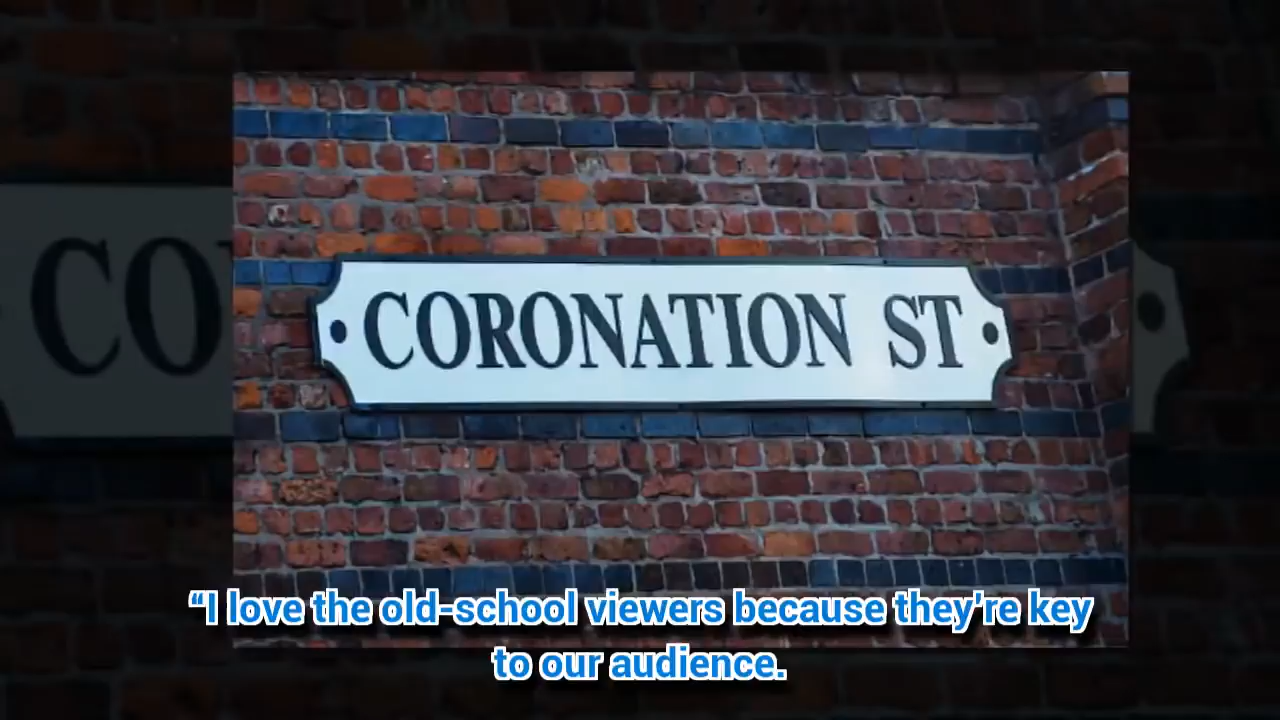 CORONATION ST
“I love the old-school viewers because they’re key
to our audience.